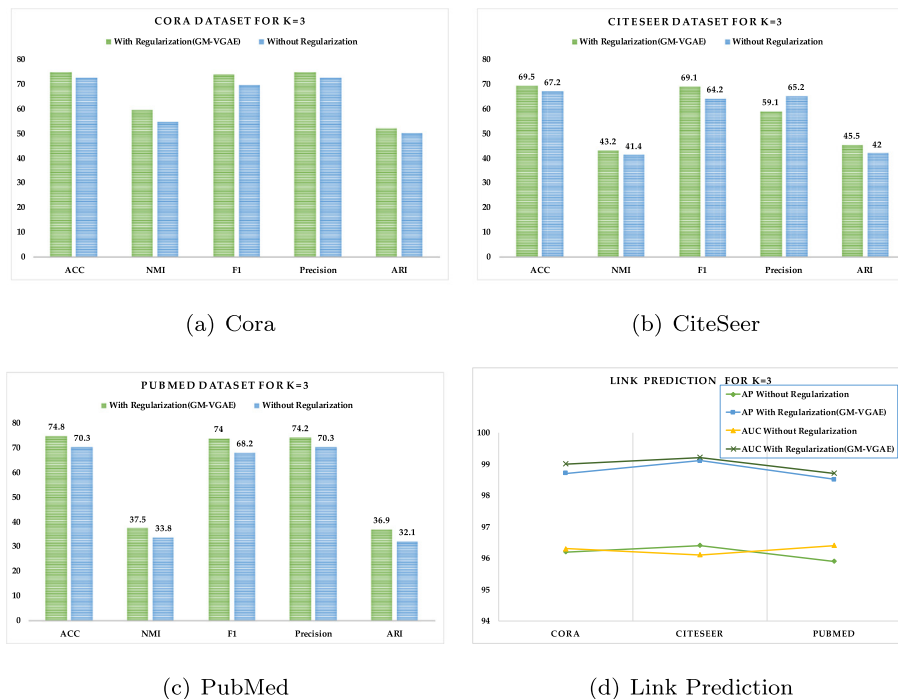 CORA DATASET FOR K=3
With Regularization(GM-VGAE) Without Regularization
80
70
60
50
40
30
20
10
0
ACC NMI F1 Precision ARI
(a) Cora
CITESEER DATASET FOR K=3
With Regularization(GM-VGAE) Without Regularization
80
70
60
50
40
30
20
10
0
69.5 67.2 43.2 41.4 69.1 64.2 59.1 65.2 45.5 42
ACC NMI F1 Precision ARI
(b) CiteSeer
PUBMED DATASET FOR K=3
With Regularization(GM-VGAE) Without Regularization
80
70
60
50
40
30
20
10
0
74.8 70.3 37.5 33.8 74 68.2 74.2 70.3 36.9 32.1
ACC NMI F1 Precision ARI
(c) PubMed
LINK PREDICTION FOR K=3
AP Without Regularization
AP With Regularization(GM-VGAE)
AUC Without Regularization
AUC With Regularization(GM-VGAE)
100
99
98
97
96
95
94
CORA CITESEER PUBMED
(d) Link Prediction